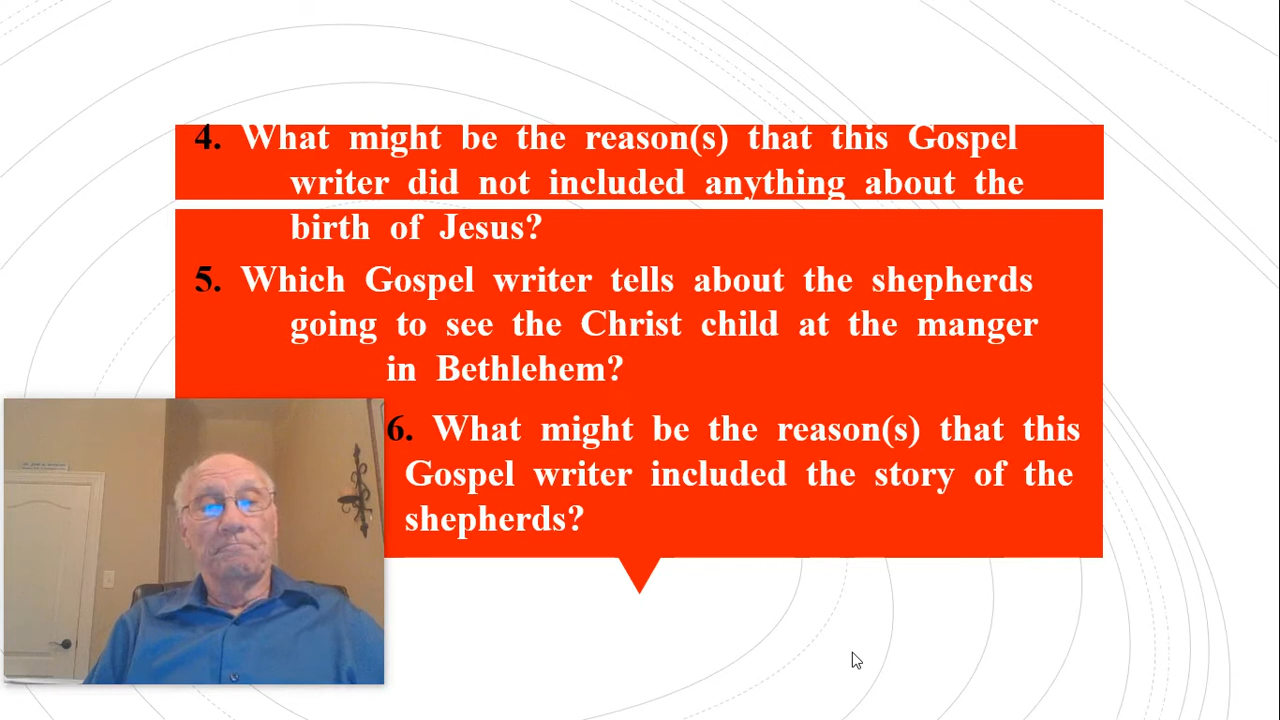 4. What might be the reason(s) that this Gospel
writer did not included anything about the
birth of Jesus?
5. Which Gospel writer tells about the shepherds
going to see the Christ child at the manger
in Bethlehem?
6. What might be the reason(s) that this
Gospel writer included the story of the
shepherds?